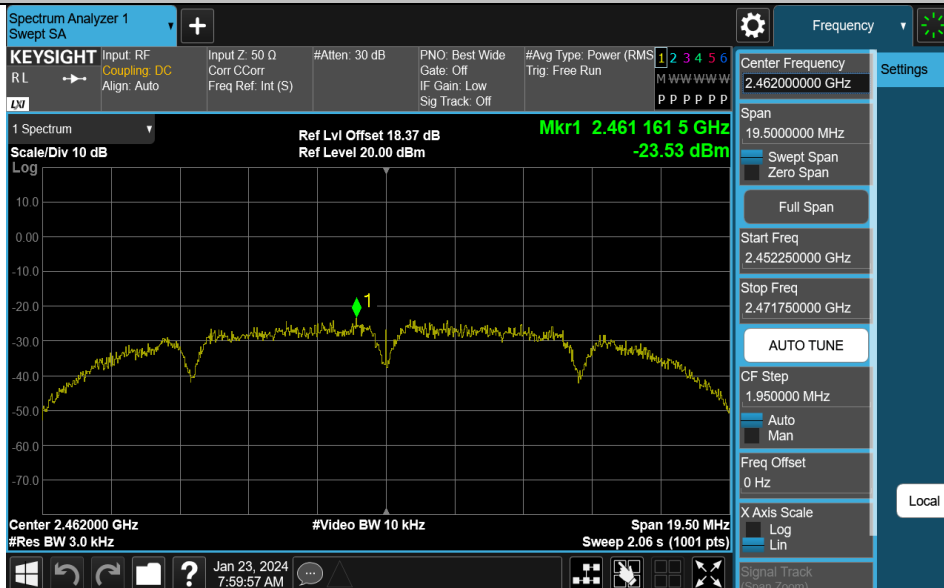 Spectrum Analyzer 1
Swept SA
+
Frequency
KEYSIGHT
R L
LXI
Input: RF
Coupling: DC
Align: Auto
Input Z: 50 Ω
Corr CCorr
Freq Ref: Int (S)
#Atten: 30 dB
PNO: Best Wide
Gate: Off
IF Gain: Low
Sig Track: Off
#Avg Type: Power (RMS
Trig: Free Run
1 2 3 4 5 6
M W W W W W
P P P P P P
1 Spectrum
Scale/Div 10 dB
Log
Ref Lvl Offset 18.37 dB
Ref Level 20.00 dBm
Mkr1 2.461 161 5 GHz
-23.53 dBm
10.0
0.00
-10.0
-20.0
-30.0
-40.0
-50.0
-60.0
-70.0
1
Center 2.462000 GHz
#Res BW 3.0 kHz
#Video BW 10 kHz
Span 19.50 MHz
Sweep 2.06 s (1001 pts)
?
Jan 23, 2024
7:59:57 AM
Center Frequency
2.462000000 GHz
Settings
Span
19.5000000 MHz
Swept Span
Zero Span
Full Span
Start Freq
2.452250000 GHz
Stop Freq
2.471750000 GHz
AUTO TUNE
CF Step
1.950000 MHz
Auto
Man
Freq Offset
0 Hz
Local
X Axis Scale
Log
Lin
Signal Track
(Span Zoom)